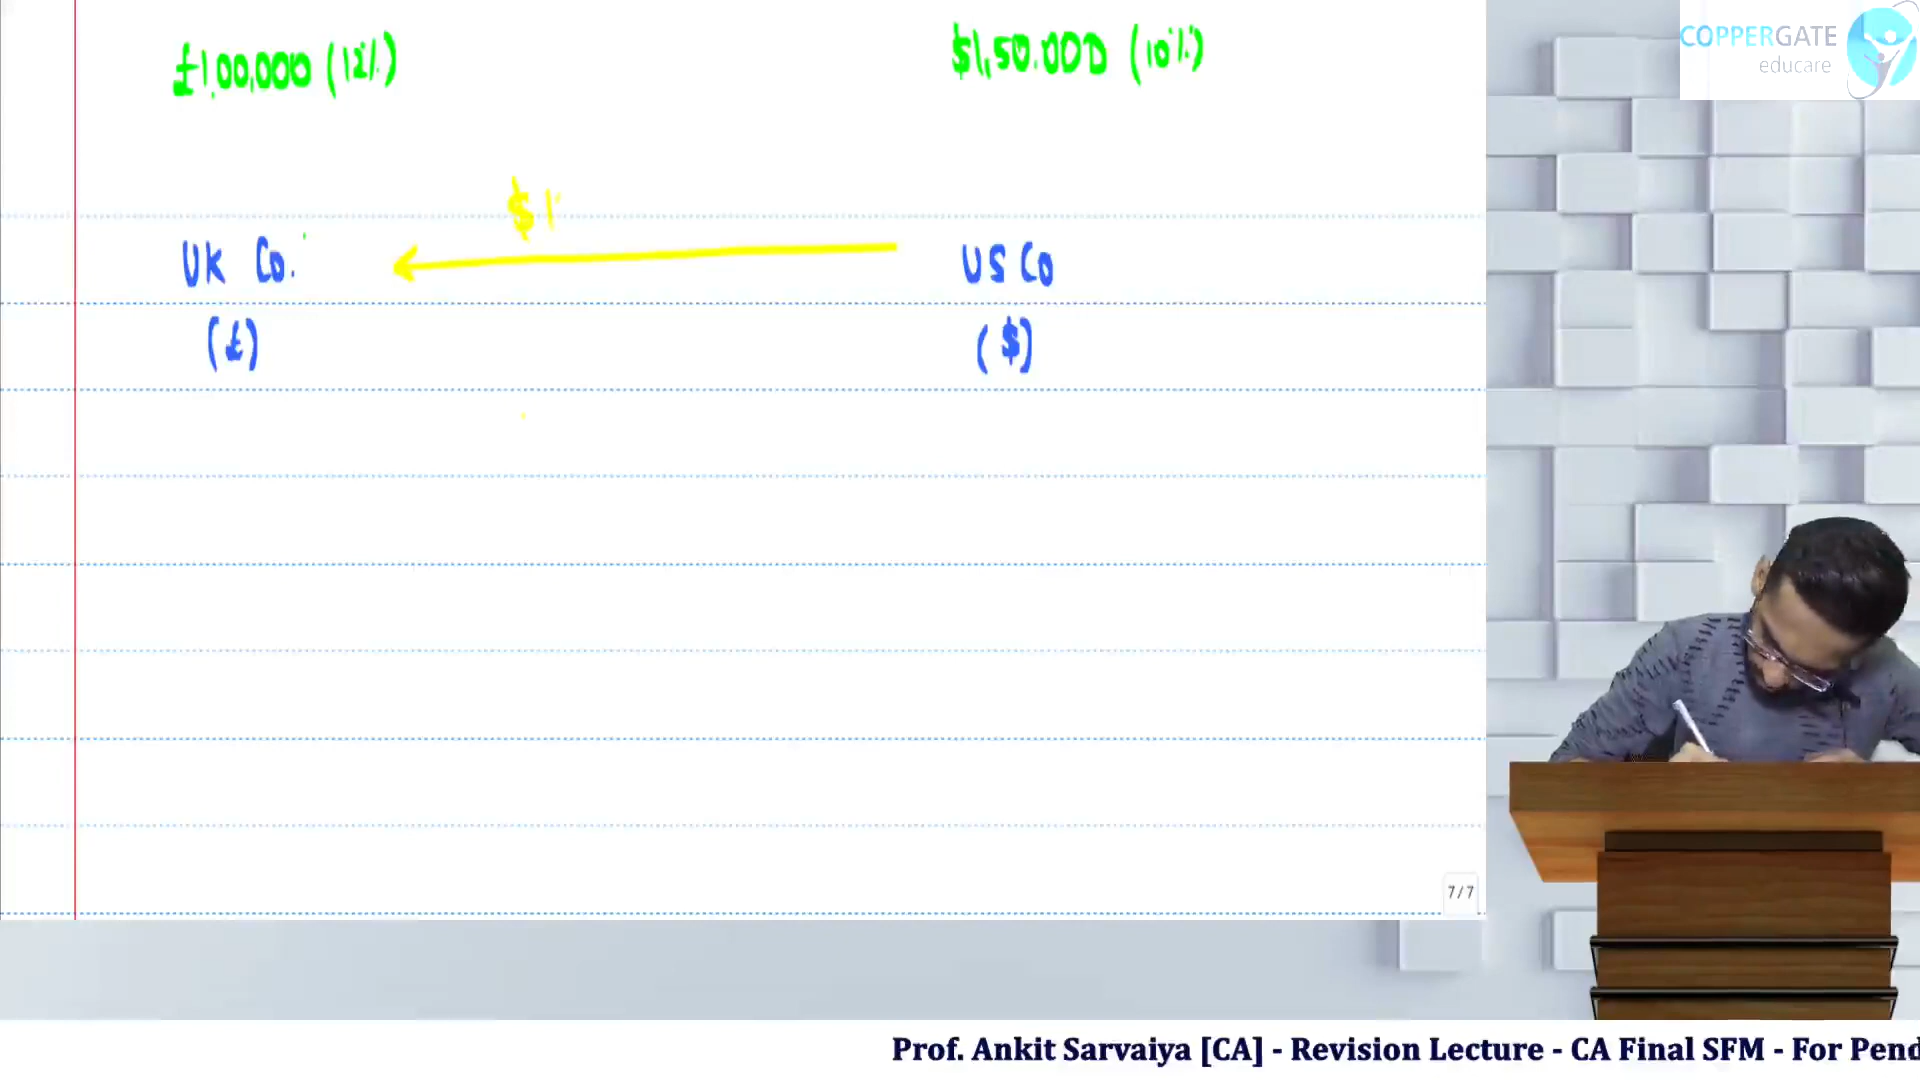 £1,00,000 (12%)
$1,50,000 (10%)
COPPERGATE
educare
$1
UK Co.
US Co
(£)
($)
7/7
Prof. Ankit Sarvaiya [CA] - Revision Lecture - CA Final SFM - For Pend